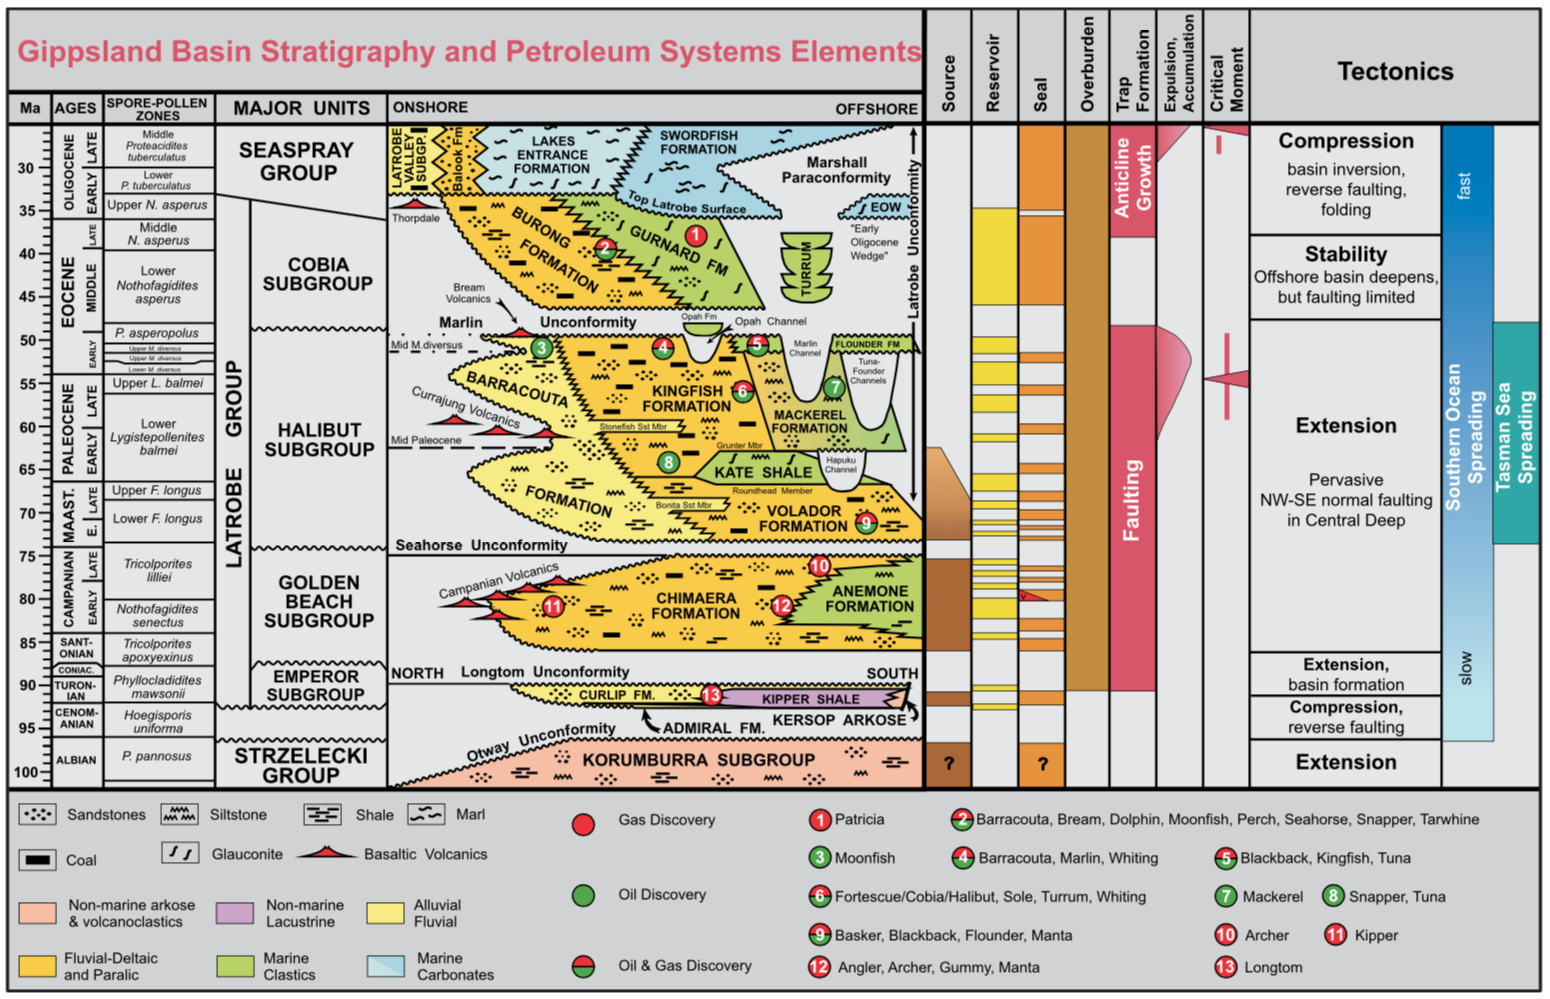 Gippsland Basin Stratigraphy and Petroleum Systems Elements
Source
Reservoir
Seal
Overburden
Trap
Formation
Expulsion,
Accumulation
Critical
Moment
Tectonics
Ma
AGES
SPORE-POLLEN
ZONES
MAJOR UNITS
ONSHORE
OFFSHORE
30
35
40
45
50
55
60
65
70
75
80
85
90
95
100
OLIGOCENE
LATE
EARLY
EOCENE
LATE
MIDDLE
EARLY
PALEOCENE
LATE
EARLY
MAAST.
LATE
E.
CAMPANIAN
LATE
EARLY
SANT-
ONIAN
CONIAC.
TURON-
IAN
CENOM-
ANIAN
ALBIAN
Middle
Proteacidites
tuberculatus
Lower
P. tuberculatus
Upper N. asperus
Middle
N. asperus
Lower
Nothofagidites
asperus
P. asperopolus
Upper M. diversus
Upper M. diversus
Lower M. diversus
Upper L. balmei
Lower
Lygistepollenites
balmei
Upper F. longus
Lower F. longus
Tricolporites
lilliei
Nothofagidites
senectus
Tricolporites
apoxyexinus
Phyllocladidites
mawsonii
Hoegisporis
uniforma
P. pannosus
SEASPRAY
GROUP
LATROBE GROUP
COBIA
SUBGROUP
HALIBUT
SUBGROUP
GOLDEN
BEACH
SUBGROUP
EMPEROR
SUBGROUP
STRZELECKI
GROUP
LATROBE
VALLEY
SUBGP.
Balook Fm
LAKES
ENTRANCE
FORMATION
SWORDFISH
FORMATION
Marshall
Paraconformity
Top Latrobe Surface
EOW
"Early
Oligocene
Wedge"
Latrobe Unconformity
Thorpdale
BURONG
FORMATION
2
GURNARD FM
1
TURRUM
Bream
Volcanics
Marlin
Unconformity
Opah Fm
Opah Channel
Mid M.diversus
3
4
5
Marlin
Channel
FLOUNDER FM
Tuna-
Founder
Channels
BARRACOUTA
KINGFISH
FORMATION
6
7
MACKEREL
FORMATION
Currajung Volcanics
Mid Paleocene
Stonefish Sst Mbr
Grunter Mbr
8
KATE SHALE
Hapuku
Channel
FORMATION
Roundhead Member
Bonita Sst Mbr
VOLADOR
FORMATION
9
Seahorse Unconformity
Campanian Volcanics
10
11
CHIMAERA
FORMATION
12
ANEMONE
FORMATION
NORTH
Longtom Unconformity
SOUTH
CURLIP FM.
13
KIPPER SHALE
ADMIRAL FM.
KERSOP ARKOSE
Otway Unconformity
KORUMBURRA SUBGROUP
?
v
?
Anticline
Growth
Faulting
Compression
basin inversion,
reverse faulting,
folding
Stability
Offshore basin deepens,
but faulting limited
Extension
Pervasive
NW-SE normal faulting
in Central Deep
Extension,
basin formation
Compression,
reverse faulting
Extension
fast
Southern Ocean
Spreading
slow
Tasman Sea
Spreading
Sandstones
Siltstone
Shale
Marl
Coal
Glauconite
Basaltic Volcanics
Non-marine arkose
& volcanoclastics
Non-marine
Lacustrine
Alluvial
Fluvial
Fluvial-Deltaic
and Paralic
Marine
Clastics
Marine
Carbonates
Gas Discovery
Oil Discovery
Oil & Gas Discovery
1 Patricia
2 Barracouta, Bream, Dolphin, Moonfish, Perch, Seahorse, Snapper, Tarwhine
3 Moonfish
4 Barracouta, Marlin, Whiting
5 Blackback, Kingfish, Tuna
6 Fortescue/Cobia/Halibut, Sole, Turrum, Whiting
7 Mackerel
8 Snapper, Tuna
9 Basker, Blackback, Flounder, Manta
10 Archer
11 Kipper
12 Angler, Archer, Gummy, Manta
13 Longtom